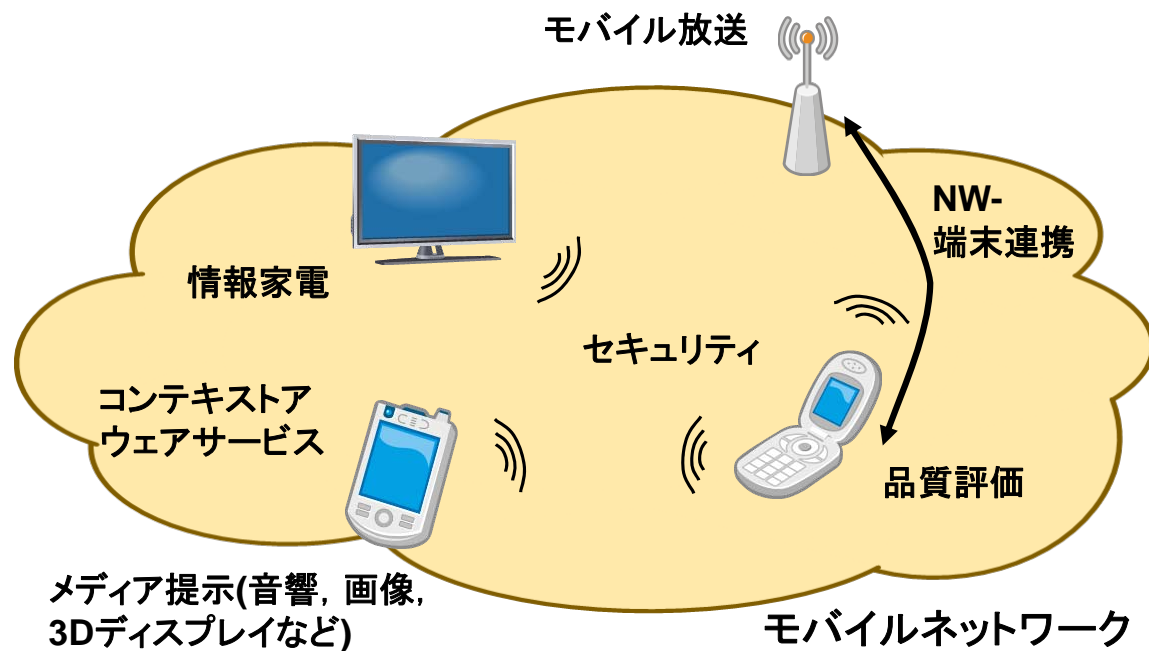 モバイル放送
NW-
端末連携
情報家電
セキュリティ
コンテキストア
ウェアサービス
品質評価
メディア提示(音響, 画像,
3Dディスプレイなど)
モバイルネットワーク